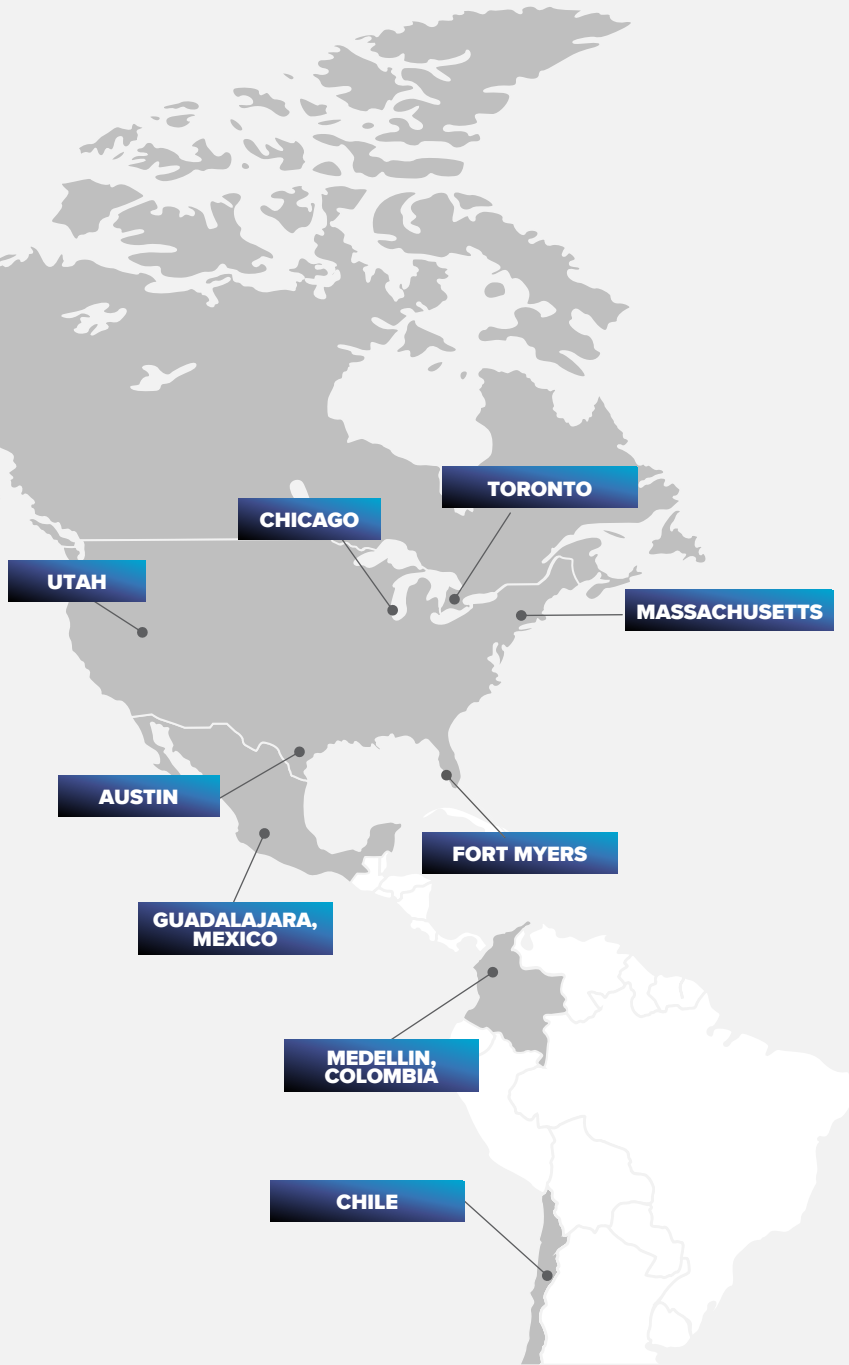 TORONTO
CHICAGO
UTAH
MASSACHUSETTS
AUSTIN
FORT MYERS
GUADALAJARA,
MEXICO
MEDELLIN,
COLOMBIA
CHILE